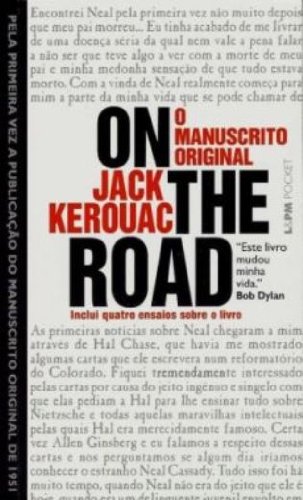 PELA PRIMEIRA VEZ A PUBLICAÇÃO DO MANUSCRITO ORIGINAL DE 1951
Encontrei Neal pela primeira vez não muito depois
que meu pai morreu... Eu tinha acabado de me livrar
de uma doença séria da qual nem vale a pena falar
a não ser que teve algo a ver com a morte de meu
pai e minha medonha sensação de que tudo estava
morto. Com a vinda de Neal realmente começa para
mim a parte da minha vida que se pode chamar de
O
MANUSCRITO
ORIGINAL
ON
JACK
KEROUAC
THE
ROAD
L&PM POCKET
"Este livro
mudou
minha
vida."
Bob Dylan
Inclui quatro ensaios sobre o livro
As primeiras notícias sobre Neal chegaram a mim
através de Hal Chase, que havia me mostrado
algumas cartas que ele escrevera num reformatório
do Colorado. Fiquei tremendamente interessado
pelas cartas por causa do jeito ingênuo e singelo com
que elas pediam a Hal para lhe ensinar tudo sobre
Nietzsche e todas aquelas maravilhas intelectuais
pelas quais Hal era merecidamente famoso. Certa
vez Allen Ginsberg e eu falamos a respeito dessas
cartas e nos perguntamos se algum dia iríamos
conhecer o estranho Neal Cassady. Tudo isso foi há
muito tempo, quando Neal não era do jeito que ele é
hoje, quando era um delinquente juvenil